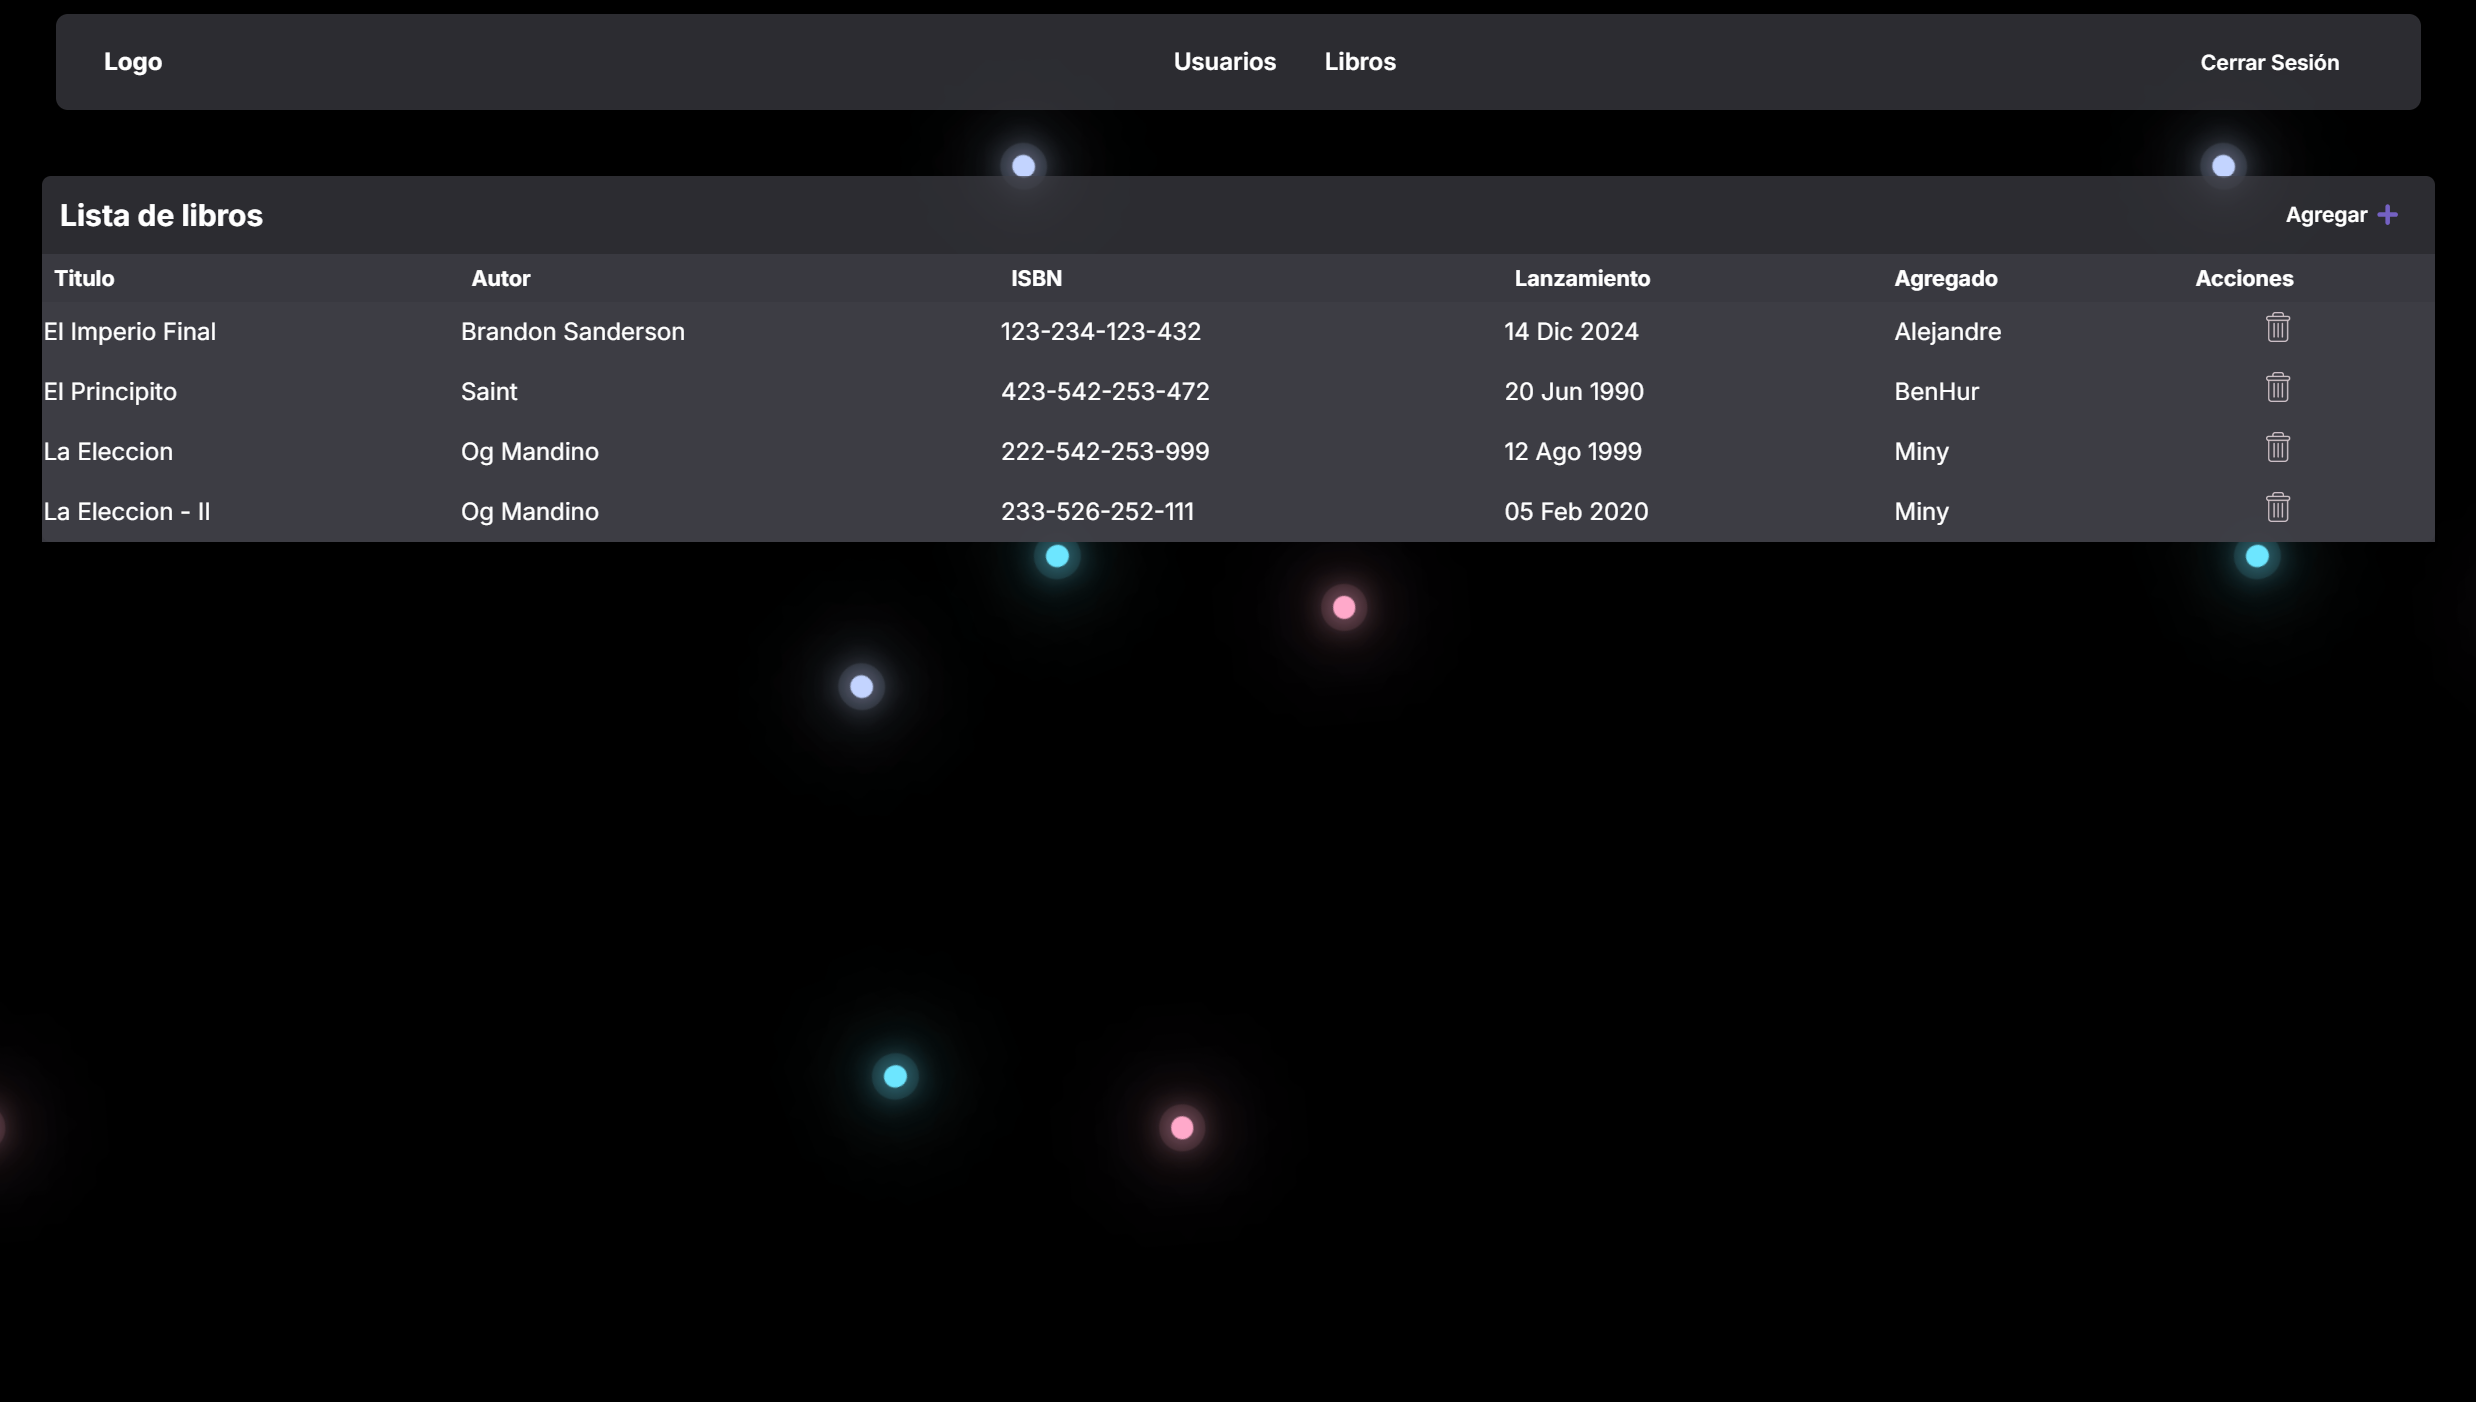 Logo Usuarios Libros Cerrar Sesión
Lista de libros Agregar +
Titulo Autor ISBN Lanzamiento Agregado Acciones
El Imperio Final Brandon Sanderson 123-234-123-432 14 Dic 2024 Alejandre
El Principito Saint 423-542-253-472 20 Jun 1990 BenHur
La Eleccion Og Mandino 222-542-253-999 12 Ago 1999 Miny
La Eleccion - II Og Mandino 233-526-252-111 05 Feb 2020 Miny